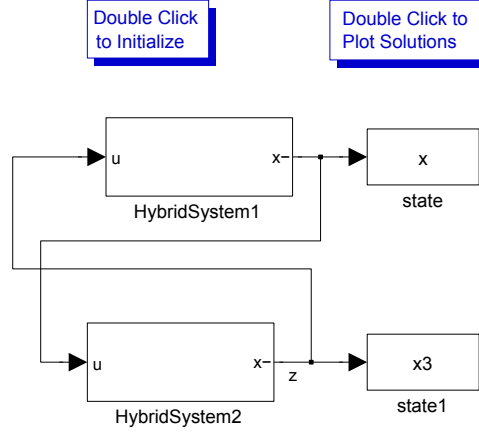 Double Click
to Initialize
Double Click to
Plot Solutions
u
x
x
HybridSystem1
state
u
x
z
x3
HybridSystem2
state1